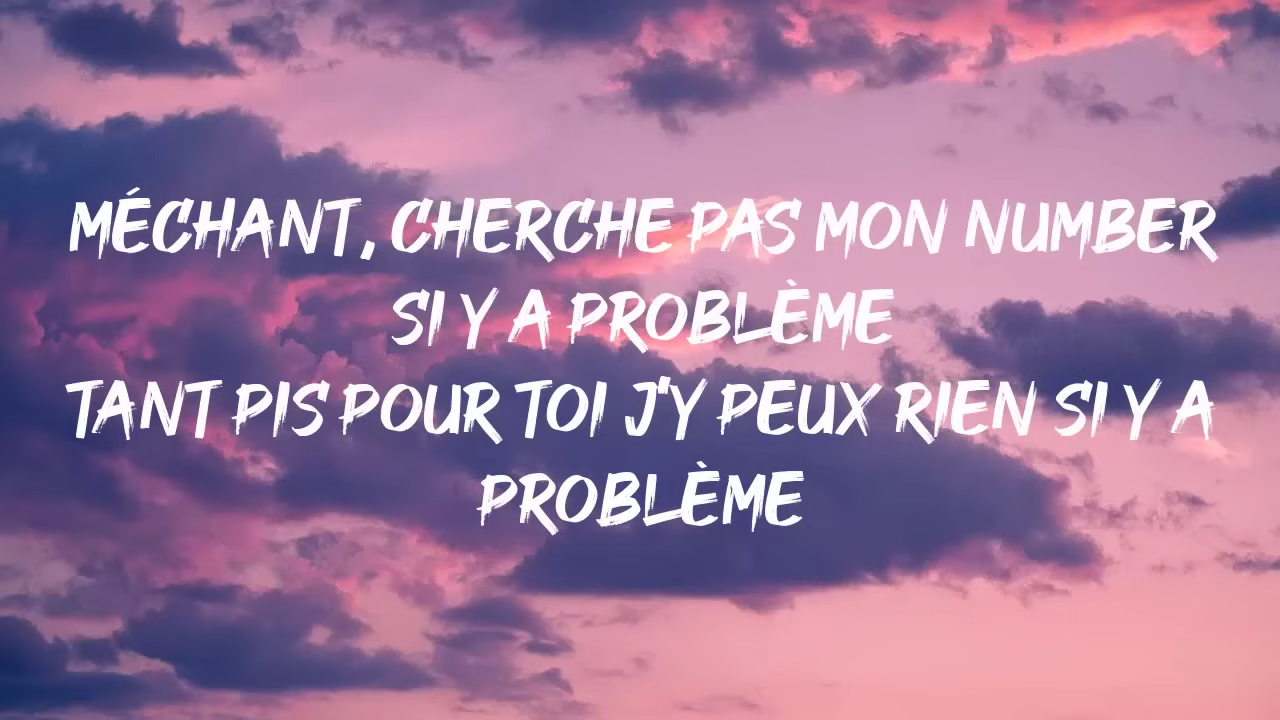 MÉCHANT, CHERCHE PAS MON NUMBER
SI Y A PROBLÈME
TANT PIS POUR TOI J'Y PEUX RIEN SI Y A
PROBLÈME